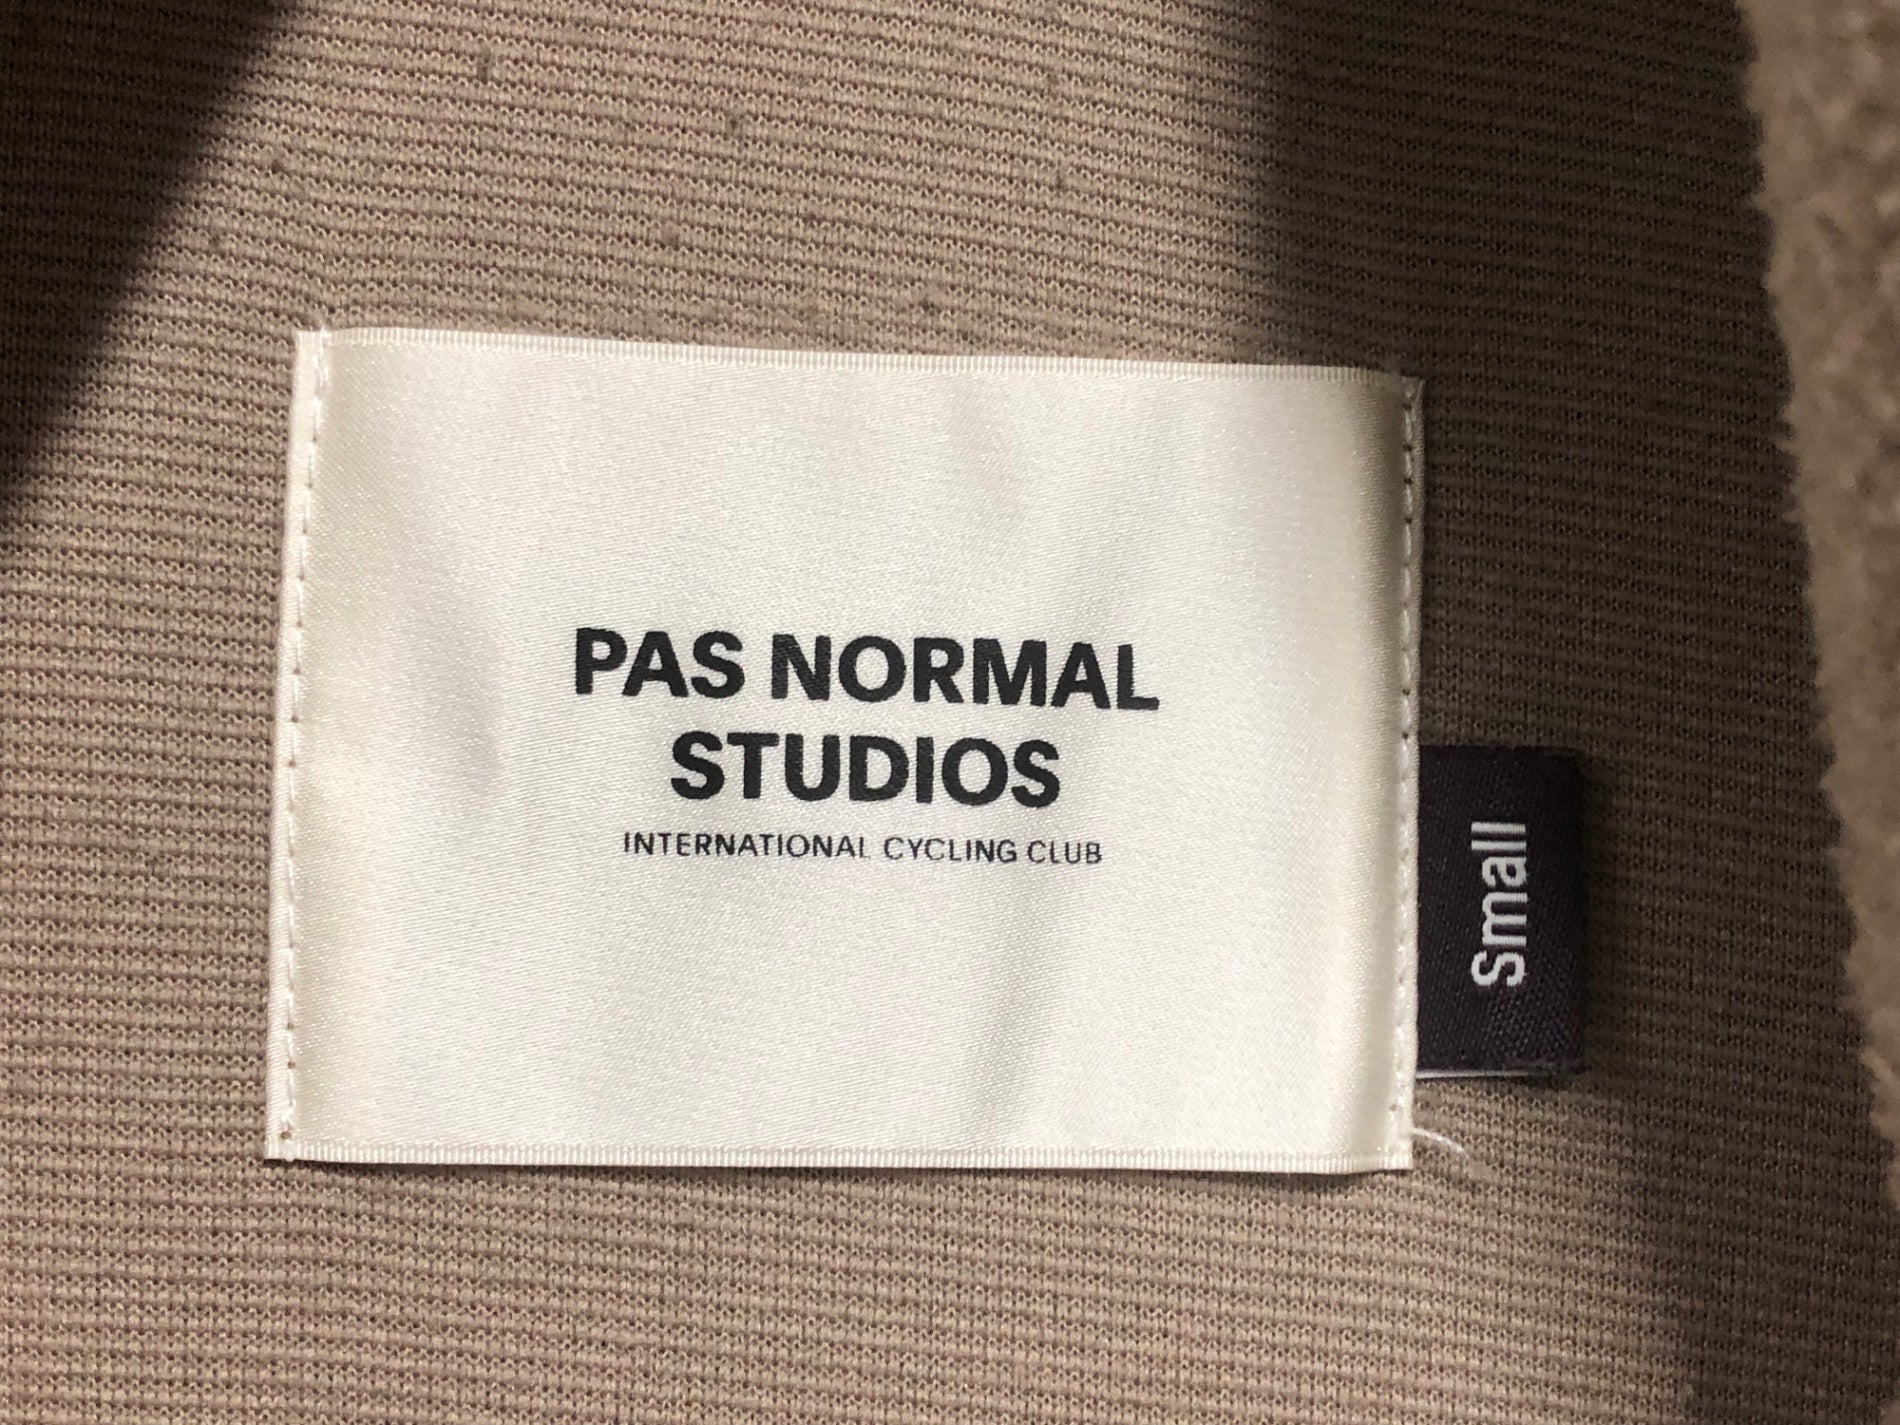 PAS NORMAL
STUDIOS
INTERNATIONAL CYCLING CLUB
Small